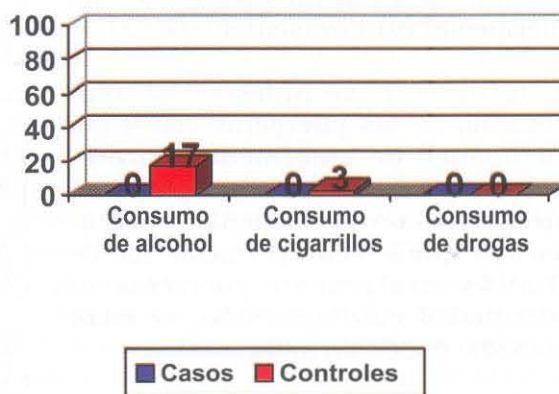 100
80
60
40
20
0
0 17 0 3 0 0
Consumo de alcohol
Consumo de cigarrillos
Consumo de drogas
Casos Controles